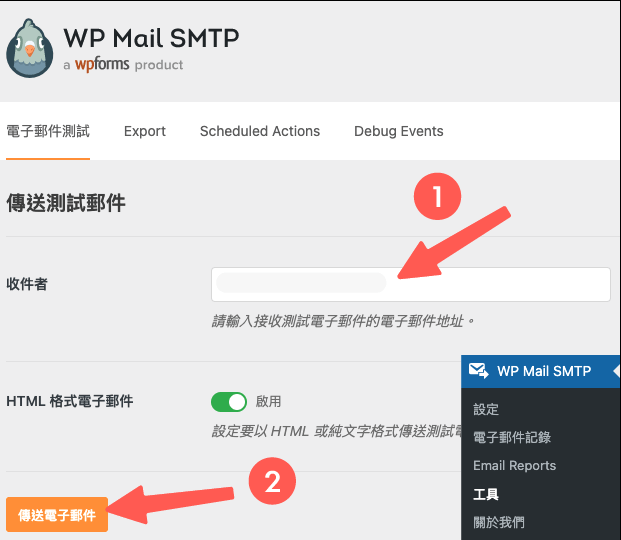 WP Mail SMTP
a wpforms product
電子郵件測試 Export Scheduled Actions Debug Events
傳送測試郵件
1
收件者
請輸入接收測試電子郵件的電子郵件地址。
HTML 格式電子郵件
啟用
設定要以 HTML 或純文字格式傳送測試
2
傳送電子郵件
WP Mail SMTP
設定
電子郵件記錄
Email Reports
工具
關於我們